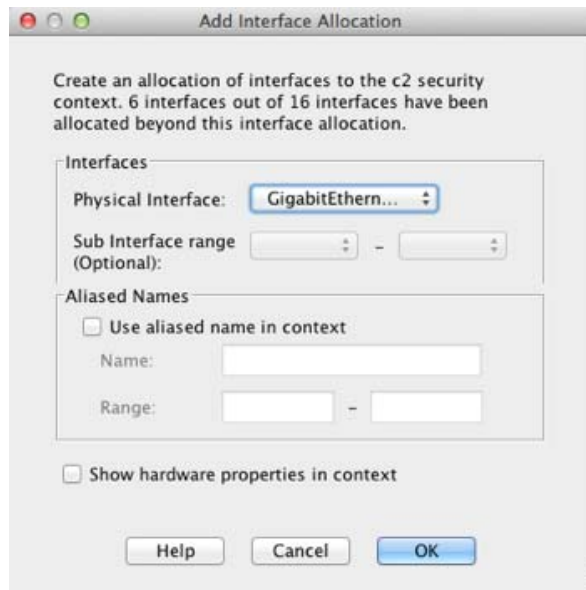 Add Interface Allocation
Create an allocation of interfaces to the c2 security
context. 6 interfaces out of 16 interfaces have been
allocated beyond this interface allocation.
Interfaces
Physical Interface: GigabitEthern...
Sub Interface range - 
(Optional):
Aliased Names
Use aliased name in context
Name:
Range: -
Show hardware properties in context
Help Cancel OK